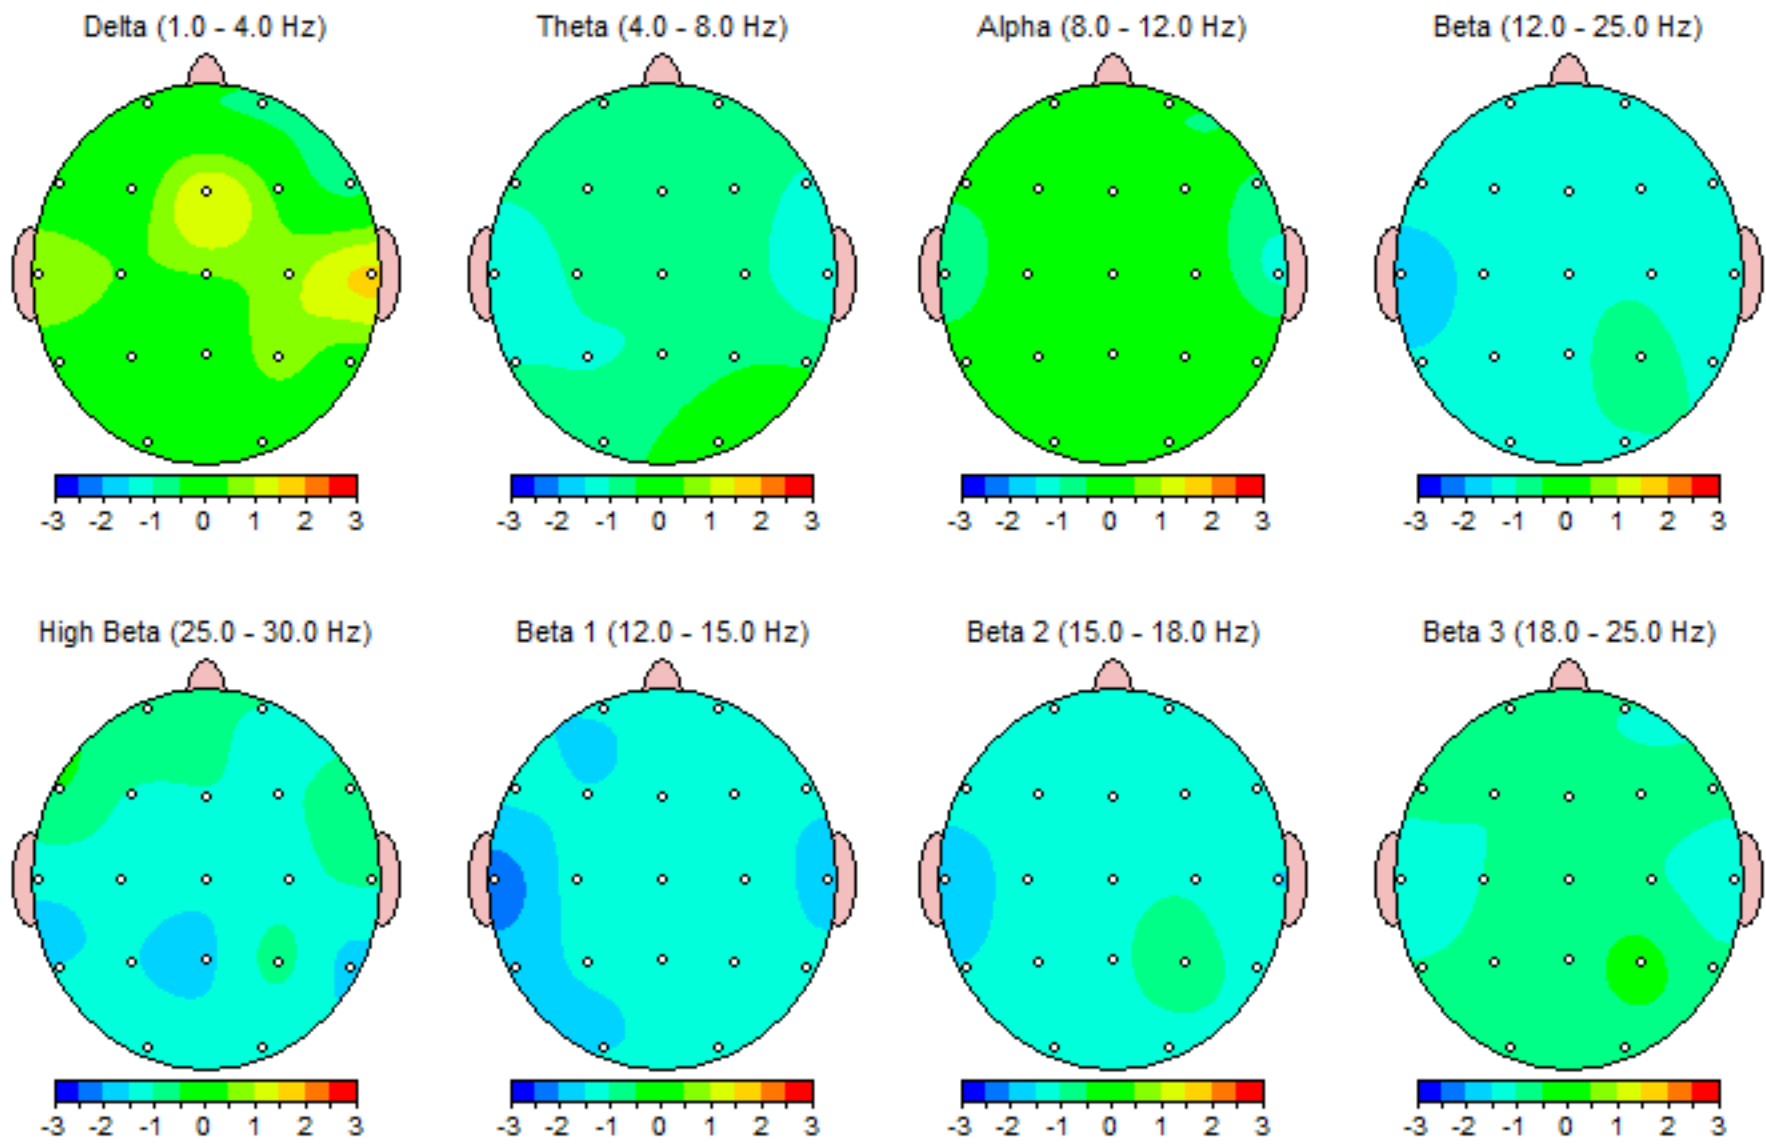 Delta (1.0 - 4.0 Hz)
Theta (4.0 - 8.0 Hz)
Alpha (8.0 - 12.0 Hz)
Beta (12.0 - 25.0 Hz)
-3 -2 -1 0 1 2 3
-3 -2 -1 0 1 2 3
-3 -2 -1 0 1 2 3
-3 -2 -1 0 1 2 3
High Beta (25.0 - 30.0 Hz)
Beta 1 (12.0 - 15.0 Hz)
Beta 2 (15.0 - 18.0 Hz)
Beta 3 (18.0 - 25.0 Hz)
-3 -2 -1 0 1 2 3
-3 -2 -1 0 1 2 3
-3 -2 -1 0 1 2 3
-3 -2 -1 0 1 2 3